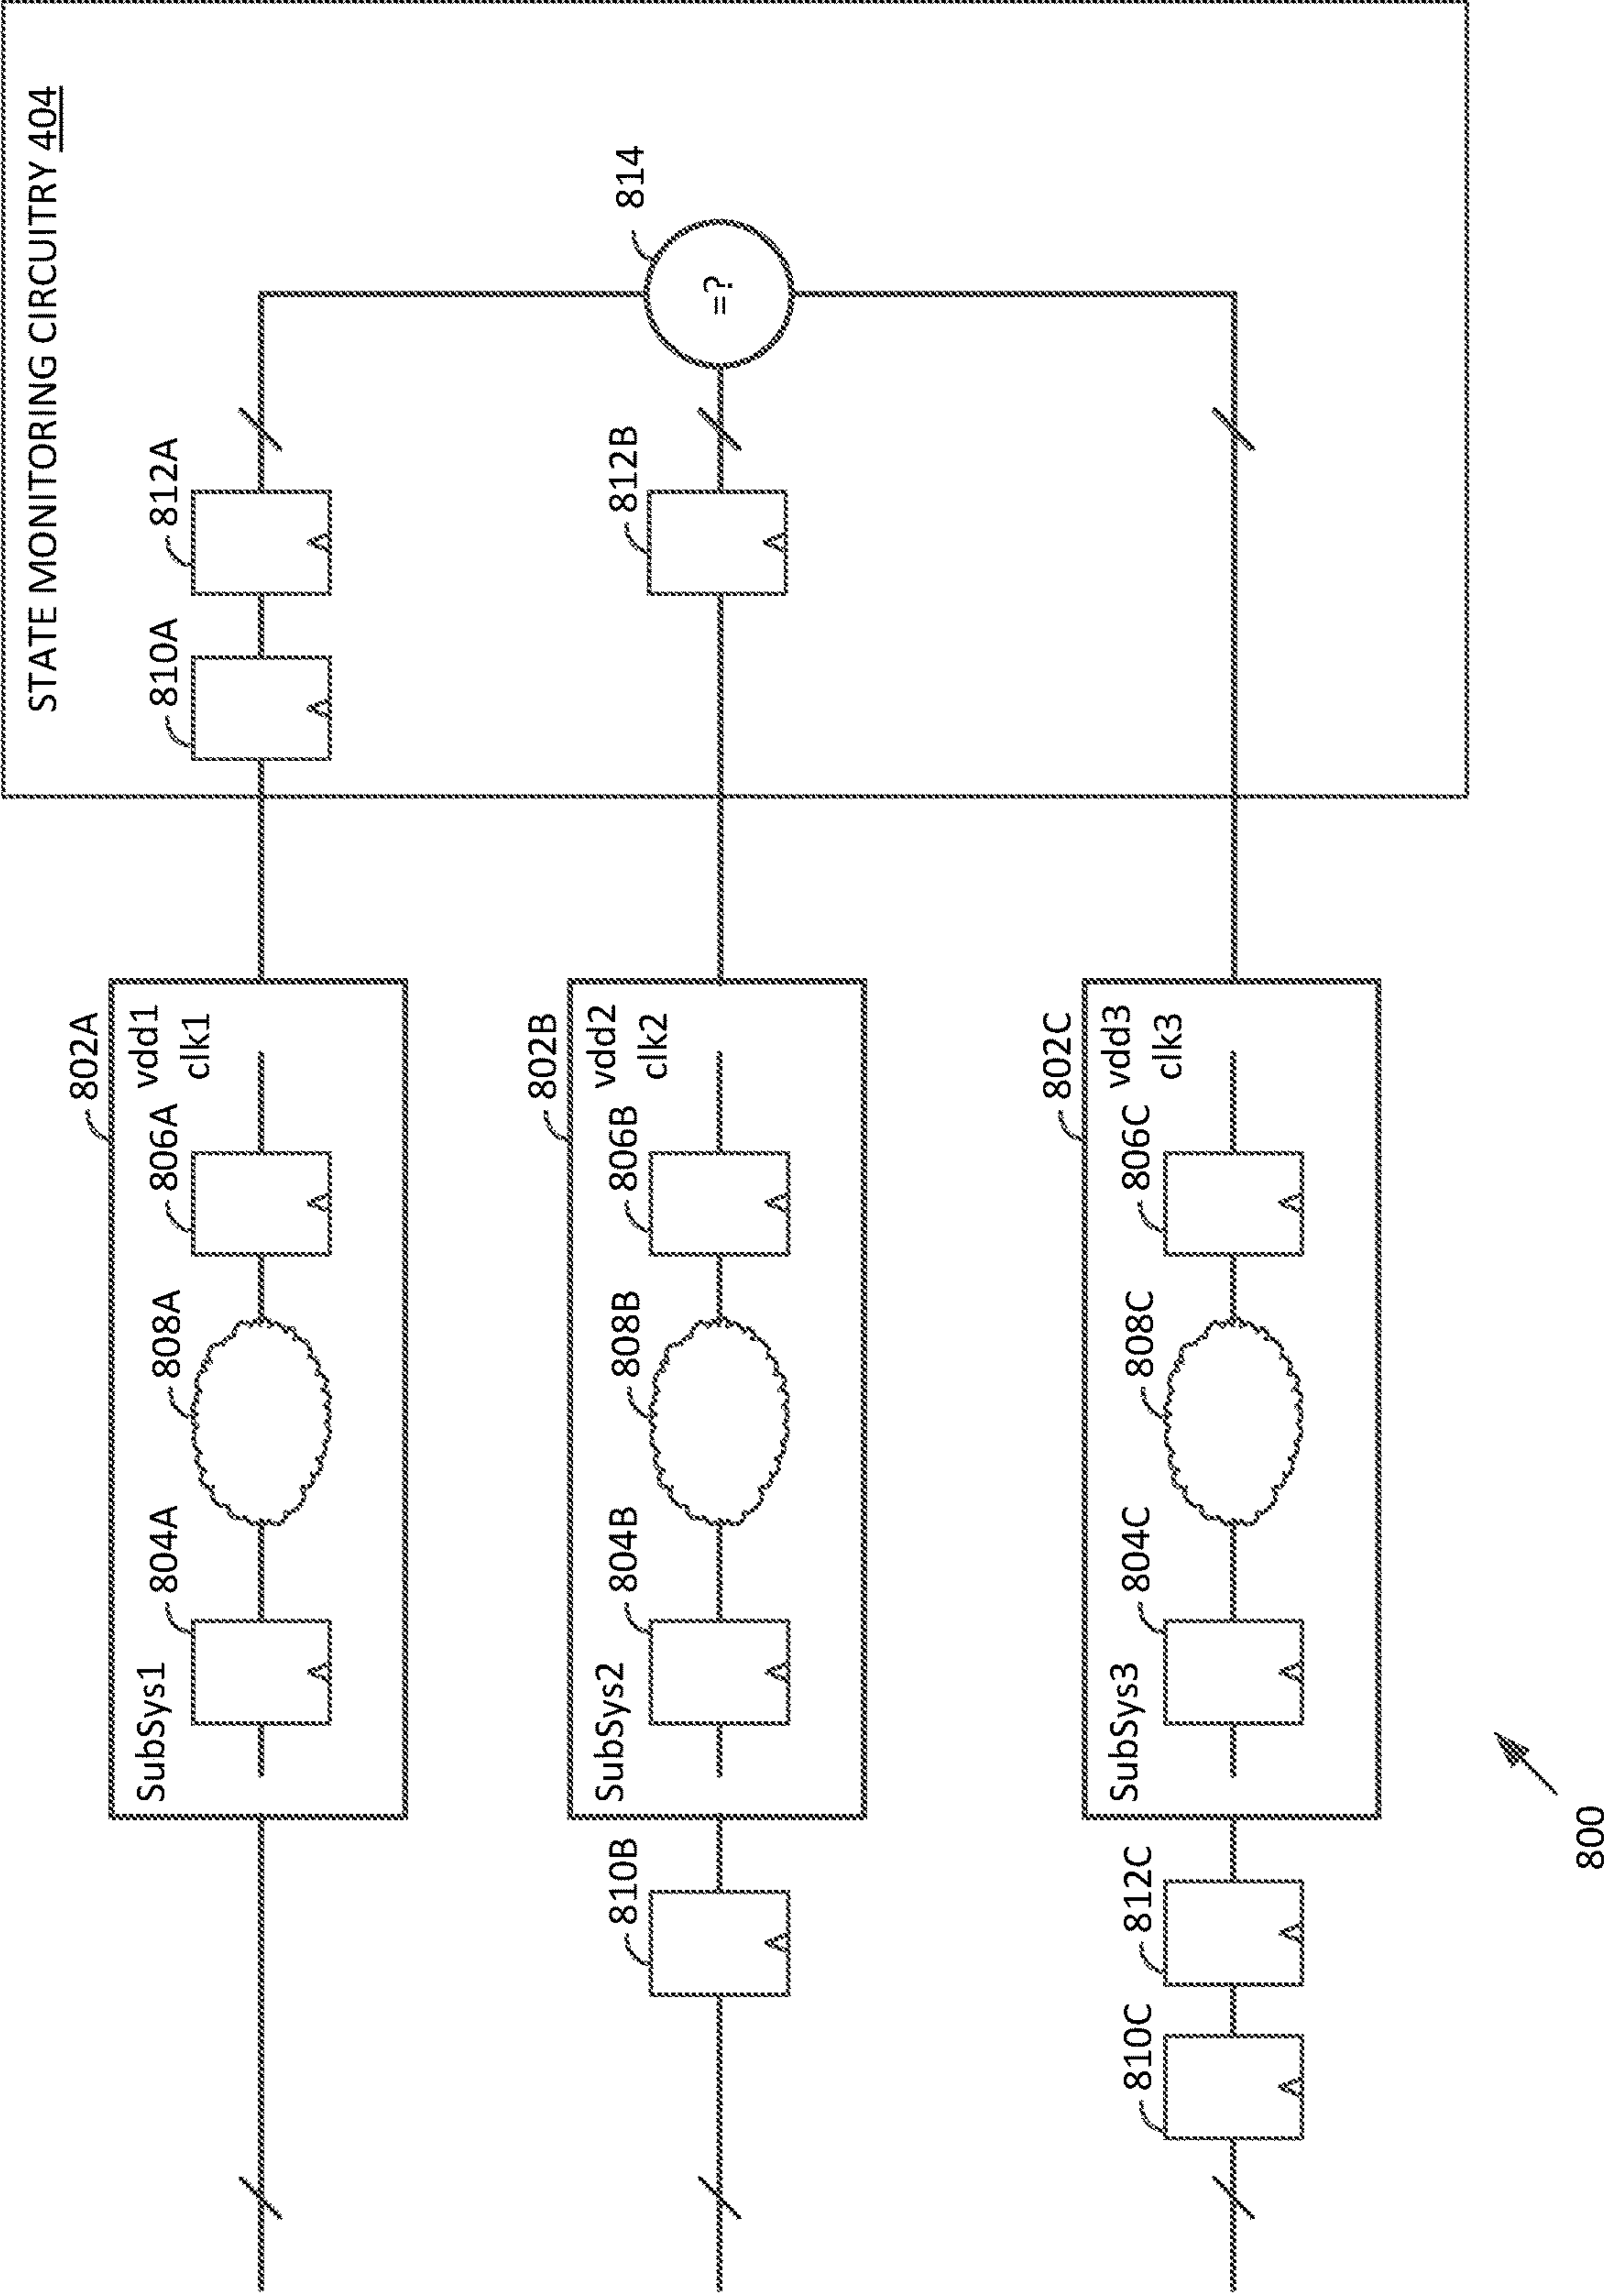 STATE MONITORING CIRCUITRY 404
802A
SubSys1
804A
808A
806A
vdd1
clk1
810A
812A
814
=?
810B
802B
SubSys2
804B
808B
806B
vdd2
clk2
812B
810C
812C
802C
SubSys3
804C
808C
806C
vdd3
clk3
800